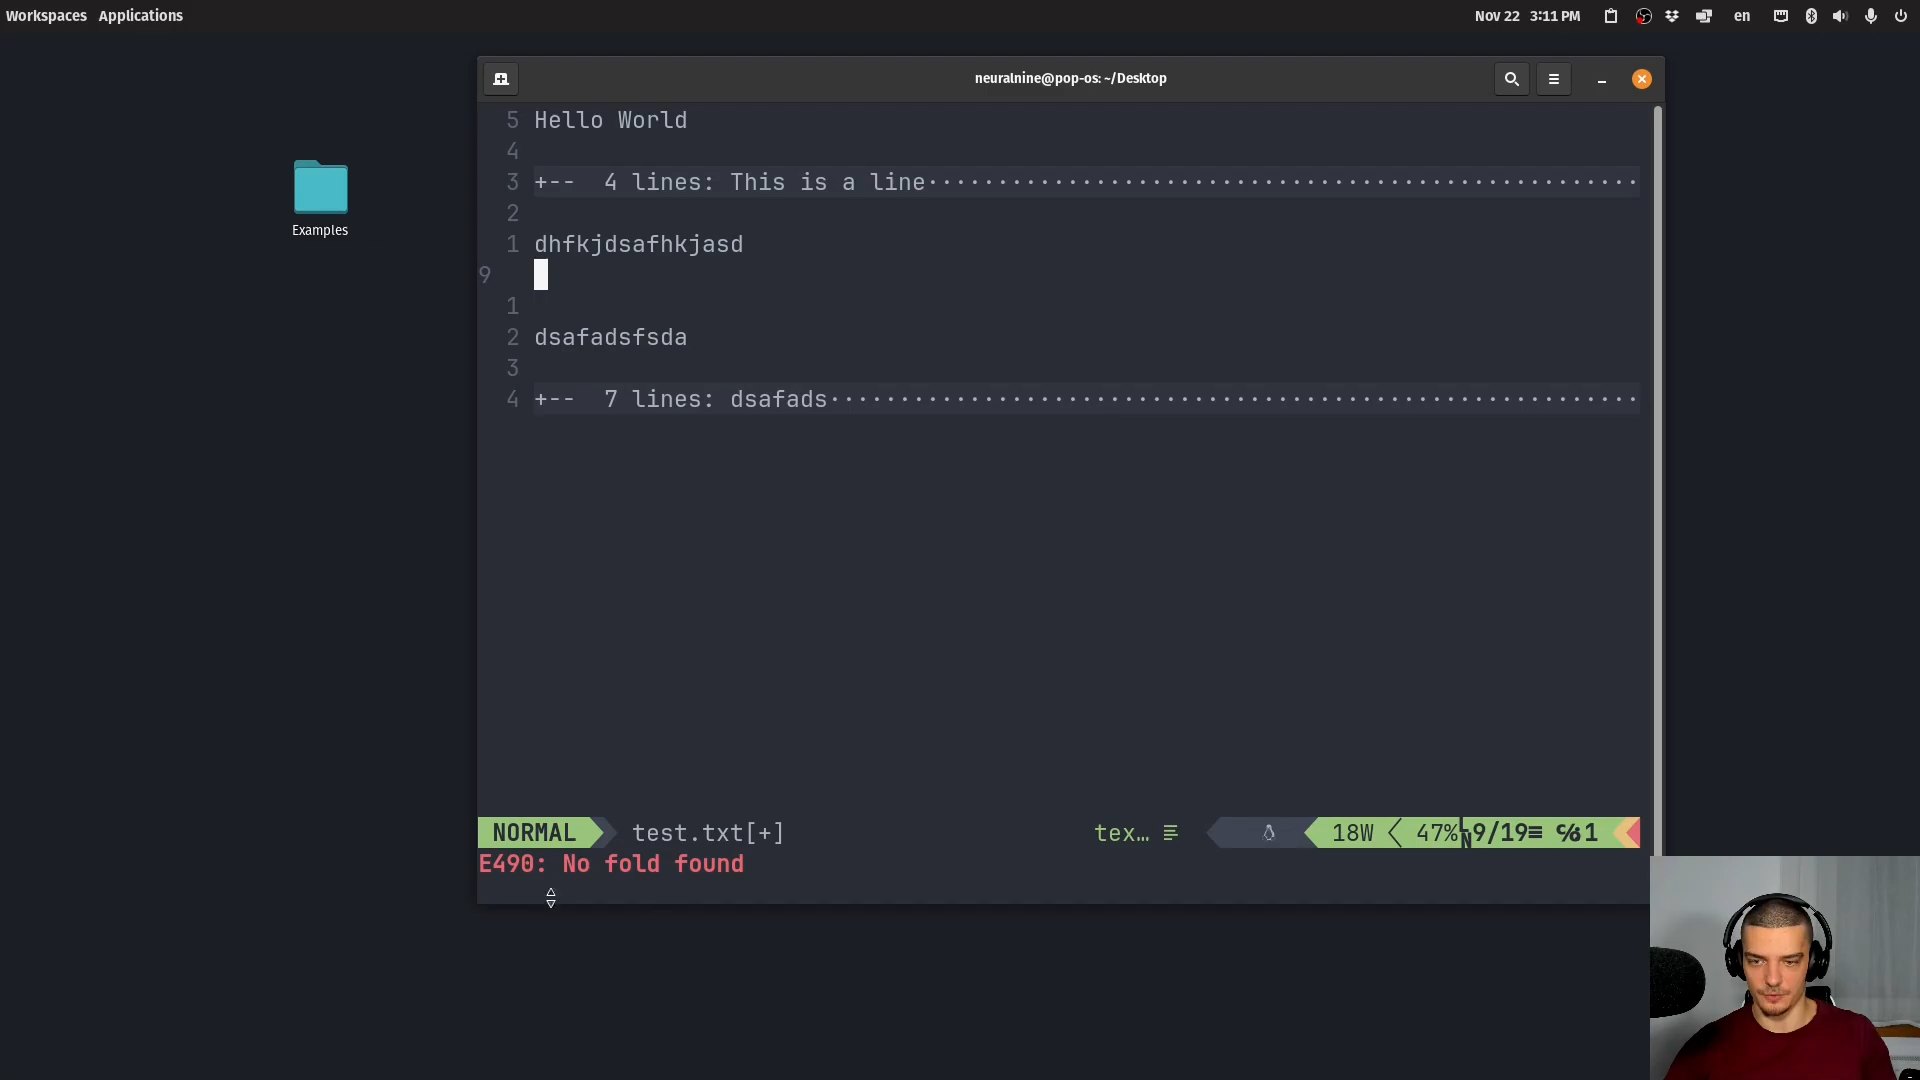 Workspaces Applications
Nov 22 3:11 PM
en
neuralnine@pop-os: ~/Desktop
Examples
5 Hello World
4
3 +-- 4 lines: This is a line·················································
2
1 dhfkjdsafhkjasd
9
1
2 dsafadsfsda
3
4 +-- 7 lines: dsafads··························································
NORMAL test.txt[+] tex… 18W 47% 9/19≡ ℅1
E490: No fold found